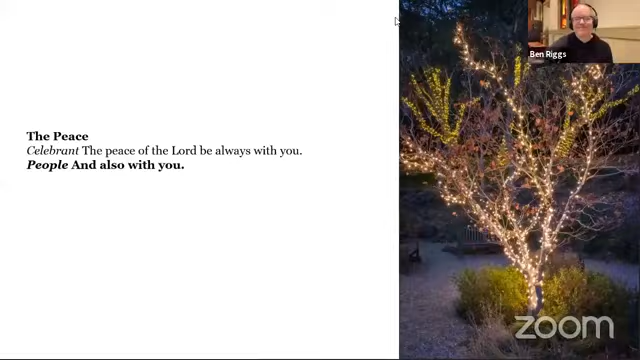 The Peace
Celebrant The peace of the Lord be always with you.
People And also with you.
Ben Riggs
zoom